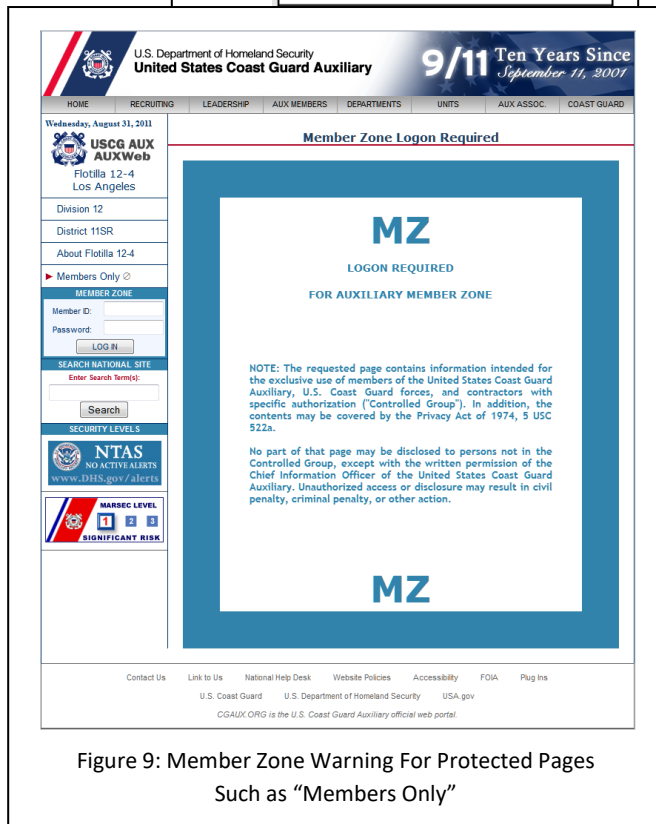 U.S. Department of Homeland Security
United States Coast Guard Auxiliary
9/11 Ten Years Since
September 11, 2001
HOME RECRUITING LEADERSHIP AUX MEMBERS DEPARTMENTS UNITS AUX ASSOC. COAST GUARD
Wednesday, August 31, 2011
USCG AUX
AUXWeb
Flotilla 12-4
Los Angeles
Division 12
District 11SR
About Flotilla 12-4
Members Only
MEMBER ZONE
Member ID:
Password:
LOG IN
SEARCH NATIONAL SITE
Enter Search Term(s):
Search
SECURITY LEVELS
NTAS
NO ACTIVE ALERTS
www.DHS.gov/alerts
MARSEC LEVEL
1 2 3
SIGNIFICANT RISK
Member Zone Logon Required
MZ
LOGON REQUIRED
FOR AUXILIARY MEMBER ZONE
NOTE: The requested page contains information intended for
the exclusive use of members of the United States Coast Guard
Auxiliary, U.S. Coast Guard forces, and contractors with
specific authorization ("Controlled Group"). In addition, the
contents may be covered by the Privacy Act of 1974, 5 USC
522a.
No part of that page may be disclosed to persons not in the
Controlled Group, except with the written permission of the
Chief Information Officer of the United States Coast Guard
Auxiliary. Unauthorized access or disclosure may result in civil
penalty, criminal penalty, or other action.
MZ
Contact Us Link to Us National Help Desk Website Policies Accessibility FOIA Plug Ins
U.S. Coast Guard U.S. Department of Homeland Security USA.gov
CGAUX.ORG is the U.S. Coast Guard Auxiliary official web portal.
Figure 9: Member Zone Warning For Protected Pages
Such as “Members Only”